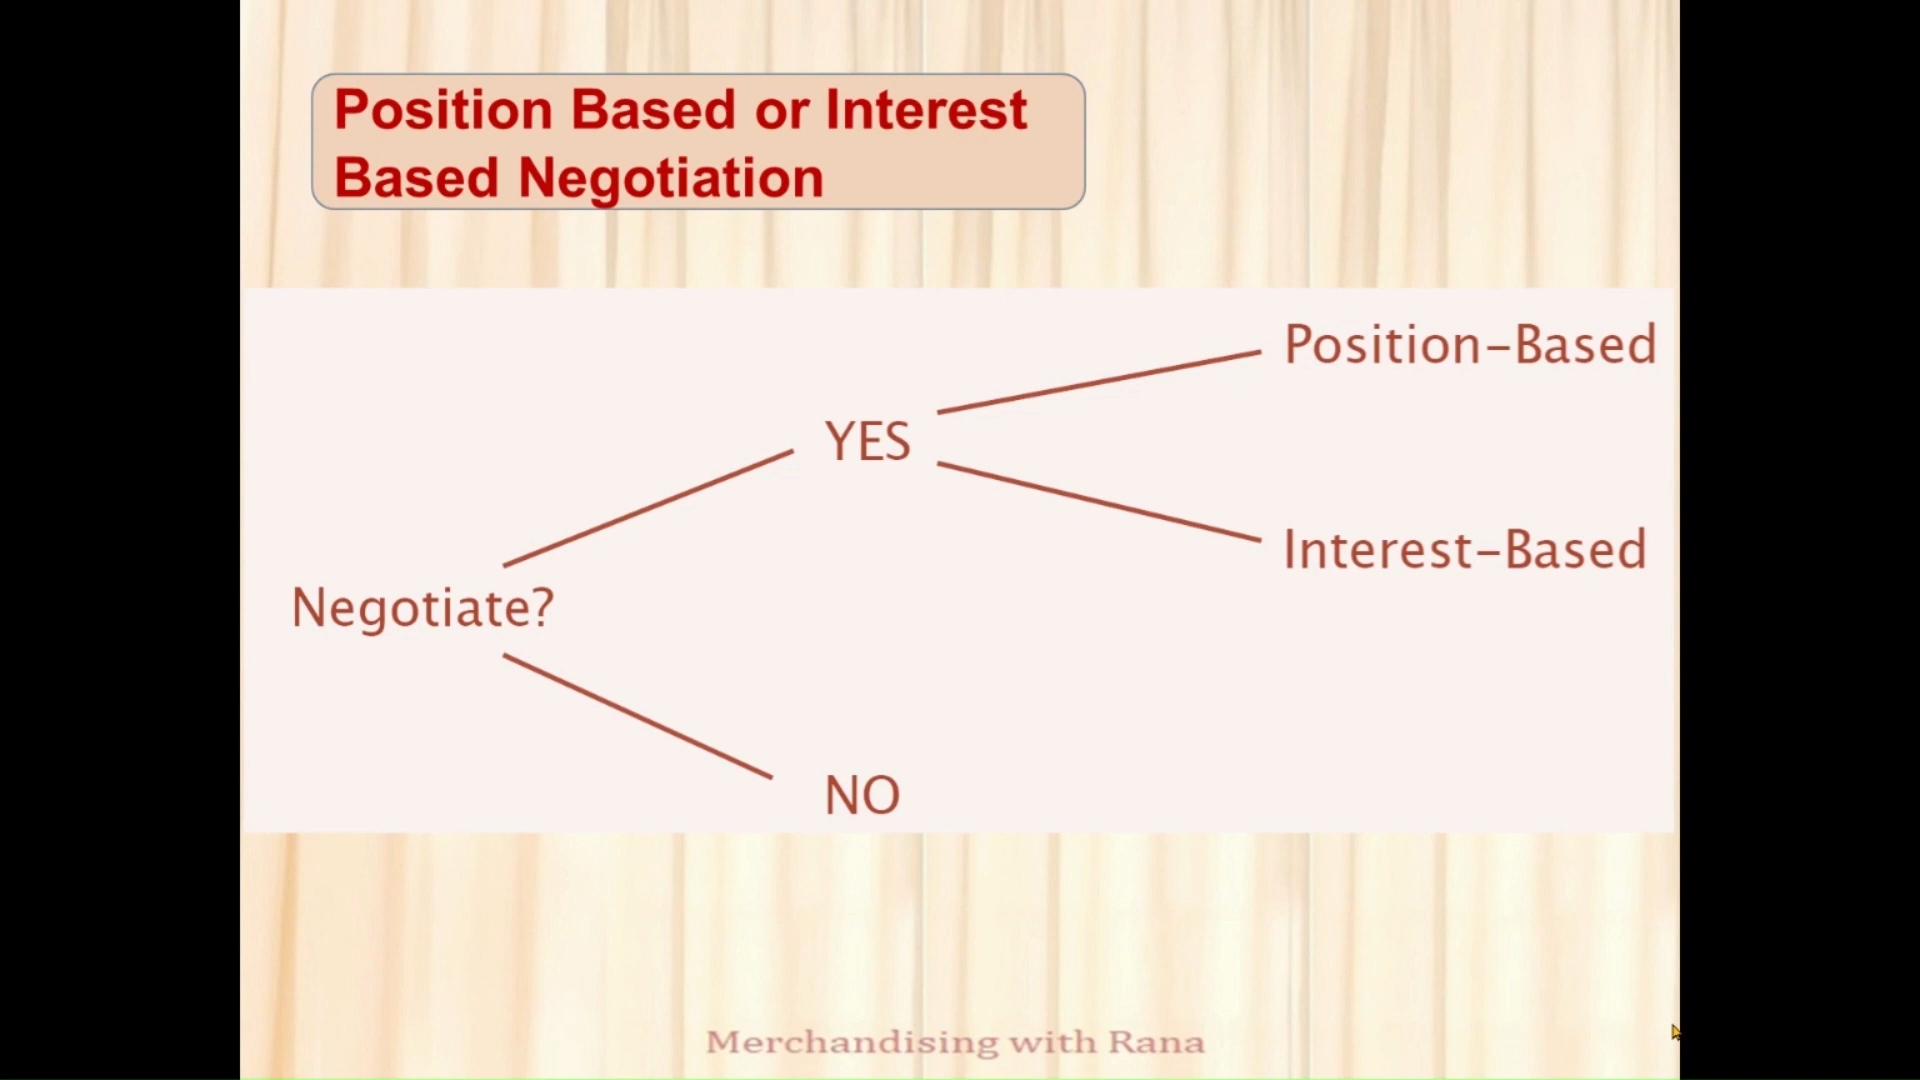 Position Based or Interest
Based Negotiation
Position-Based
YES
Interest-Based
Negotiate?
NO
Merchandising with Rana